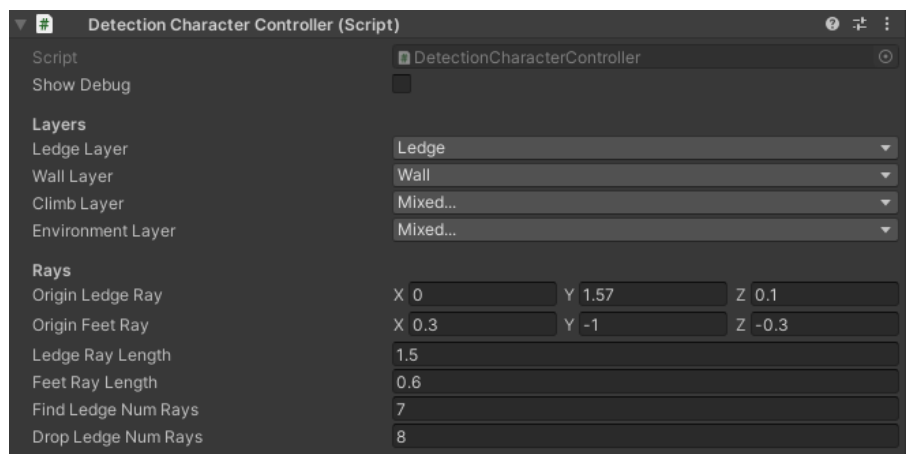 Detection Character Controller (Script)
Script DetectionCharacterController
Show Debug
Layers
Ledge Layer Ledge
Wall Layer Wall
Climb Layer Mixed...
Environment Layer Mixed...
Rays
Origin Ledge Ray X 0 Y 1.57 Z 0.1
Origin Feet Ray X 0.3 Y -1 Z -0.3
Ledge Ray Length 1.5
Feet Ray Length 0.6
Find Ledge Num Rays 7
Drop Ledge Num Rays 8